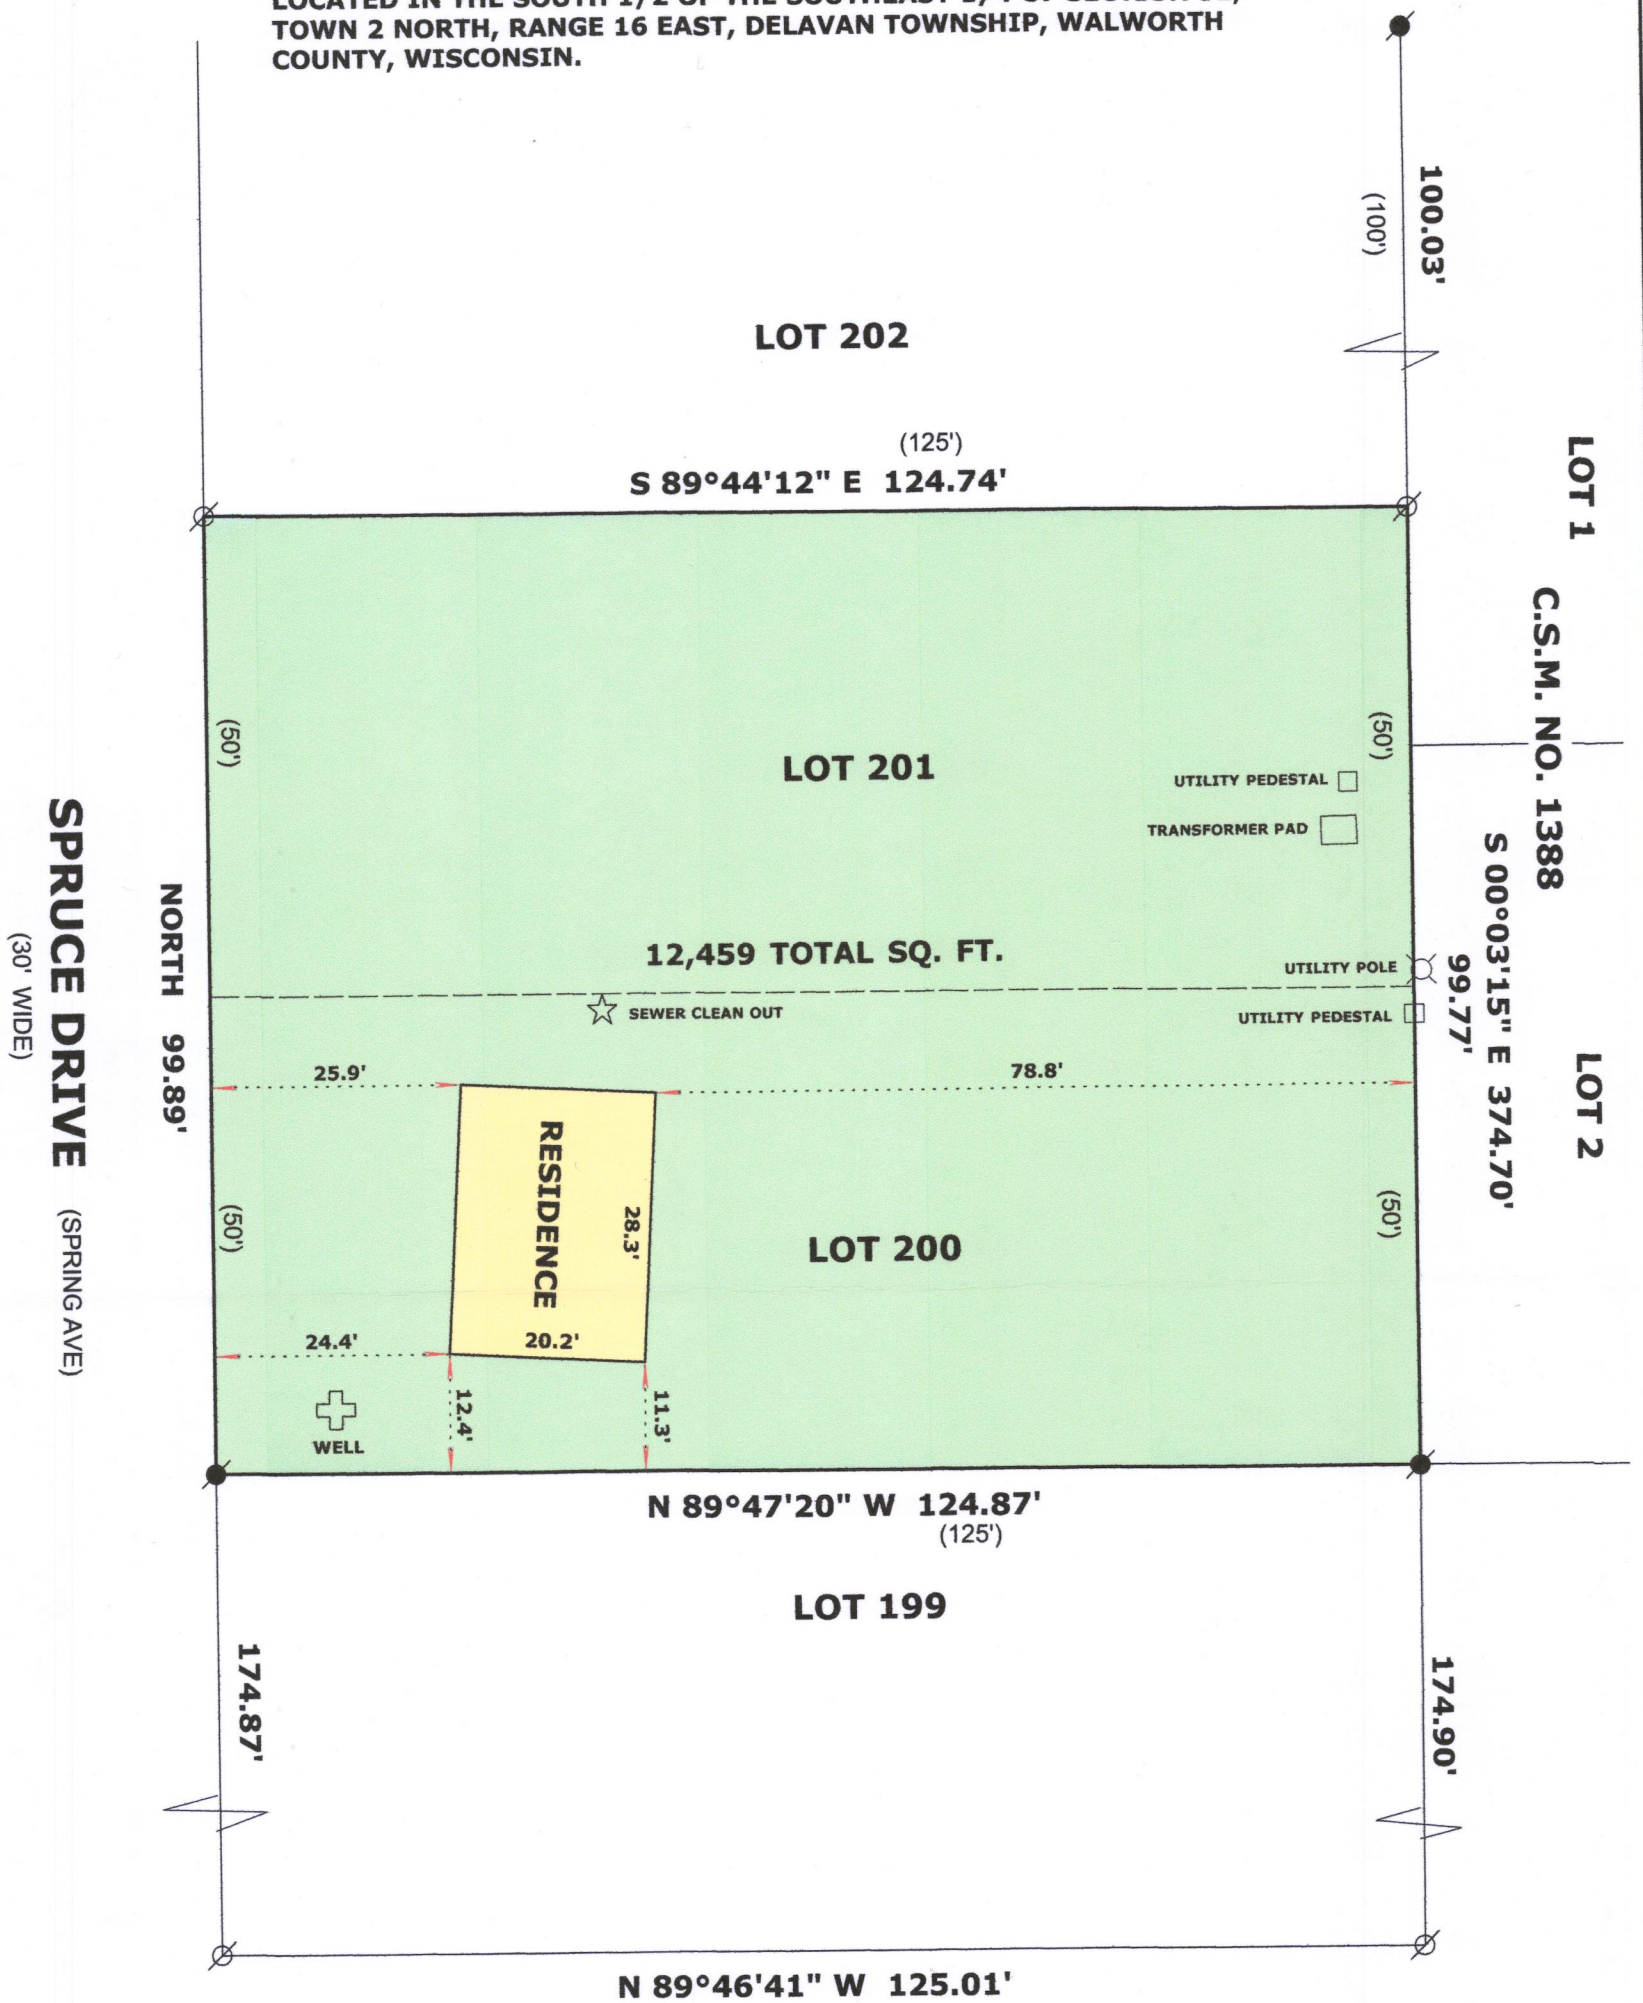 TOWN 2 NORTH, RANGE 16 EAST, DELAVAN TOWNSHIP, WALWORTH
COUNTY, WISCONSIN.
100.03'
(100')
LOT 202
LOT 1
(125')
S 89°44'12" E 124.74'
C.S.M. NO. 1388
(50')
(50')
LOT 201
UTILITY PEDESTAL
TRANSFORMER PAD
S 00°03'15" E 374.70'
99.77'
SPRUCE DRIVE (SPRING AVE)
(30' WIDE)
NORTH 99.89'
12,459 TOTAL SQ. FT.
UTILITY POLE
SEWER CLEAN OUT
UTILITY PEDESTAL
LOT 2
25.9'
78.8'
RESIDENCE
28.3'
(50')
(50')
LOT 200
24.4'
20.2'
12.4'
11.3'
WELL
N 89°47'20" W 124.87'
(125')
LOT 199
174.87'
174.90'
N 89°46'41" W 125.01'